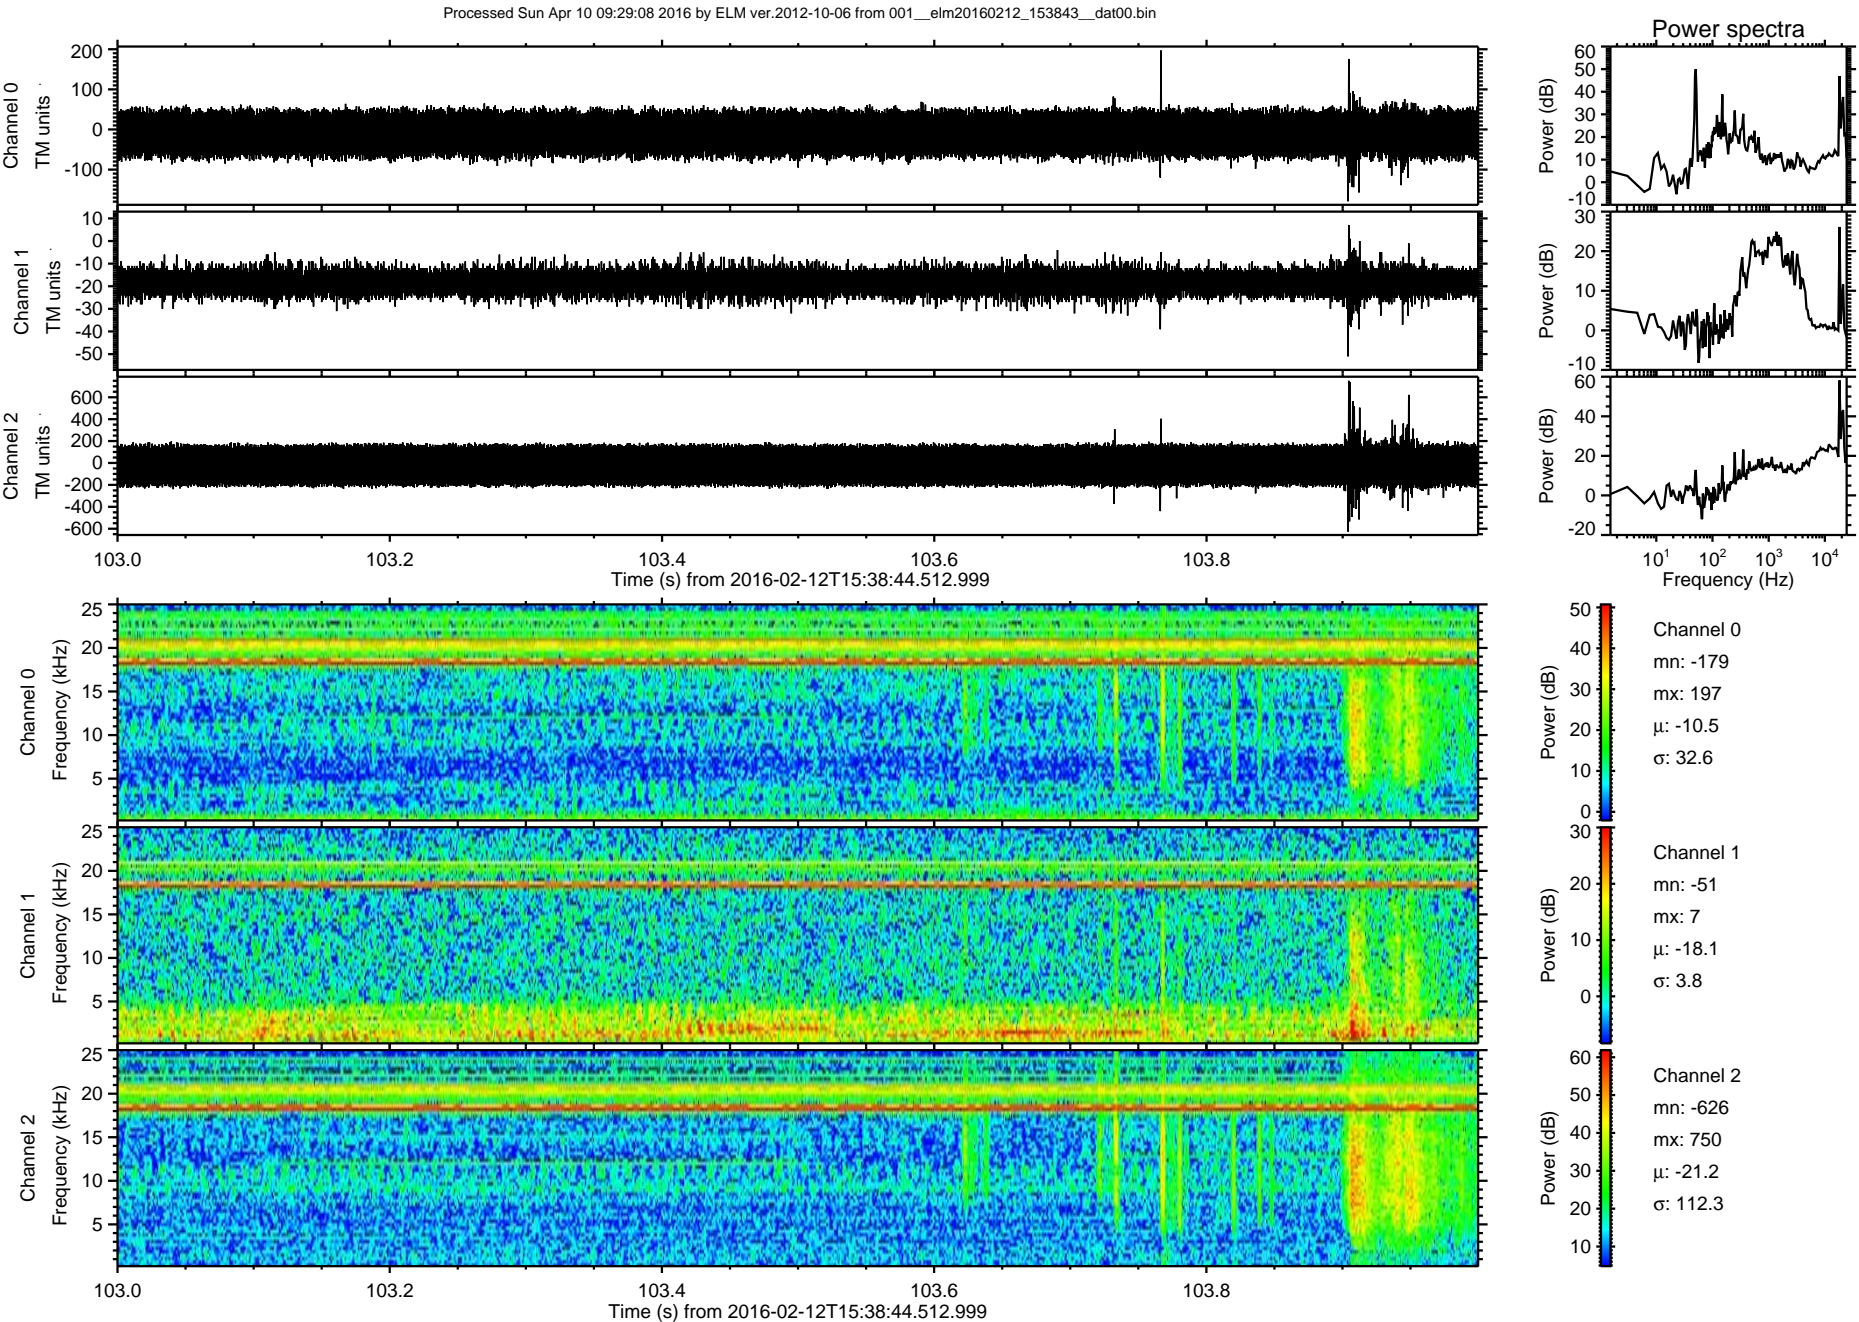 Processed Sun Apr 10 09:29:08 2016 by ELM ver.2012-10-06 from 001__elm20160212_153843__dat00.bin
Power spectra
Channel 0
TM units
200
100
0
-100
Power (dB)
60
50
40
30
20
10
0
-10
Channel 1
TM units
10
0
-10
-20
-30
-40
-50
Power (dB)
30
20
10
0
-10
Channel 2
TM units
600
400
200
0
-200
-400
-600
Power (dB)
60
40
20
0
-20
103.0 103.2 103.4 103.6 103.8
Time (s) from 2016-02-12T15:38:44.512.999
10¹ 10² 10³ 10⁴
Frequency (Hz)
Channel 0
Frequency (kHz)
25
20
15
10
5
Power (dB)
50
40
30
20
10
0
Channel 0
mn: -179
mx: 197
μ: -10.5
σ: 32.6
Channel 1
Frequency (kHz)
25
20
15
10
5
Power (dB)
30
20
10
0
Channel 1
mn: -51
mx: 7
μ: -18.1
σ: 3.8
Channel 2
Frequency (kHz)
25
20
15
10
5
Power (dB)
60
50
40
30
20
10
Channel 2
mn: -626
mx: 750
μ: -21.2
σ: 112.3
103.0 103.2 103.4 103.6 103.8
Time (s) from 2016-02-12T15:38:44.512.999